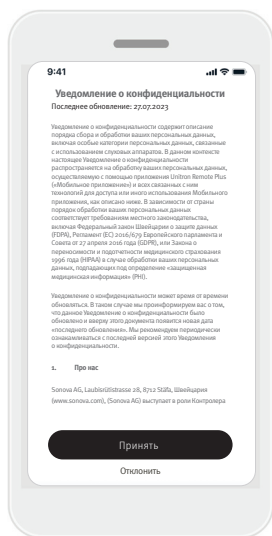 9:41
Уведомление о конфиденциальности
Последнее обновление: 27.07.2023
Уведомление о конфиденциальности содержит описание
порядка сбора и обработки ваших персональных данных,
включая особые категории персональных данных, связанные
с использованием слуховых аппаратов. В данном контексте
настоящее Уведомление о конфиденциальности
распространяется на обработку ваших персональных данных,
осуществляемую с помощью приложения Unitron Remote Plus
(«Мобильное приложение») и всех связанных с ним
технологий для доступа или иного использования Мобильного
приложения, как описано ниже. В зависимости от страны
порядок обработки ваших персональных данных
соответствует требованиям местного законодательства,
включая Федеральный закон Швейцарии о защите данных
(FDPA), Регламент (ЕС) 2016/679 Европейского парламента и
Совета от 27 апреля 2016 года (GDPR), или Закона о
переносимости и подотчетности медицинского страхования
1996 года (HIPAA) в случае обработки ваших персональных
данных, подпадающих под определение «защищенная
медицинская информация» (PHI).
Уведомление о конфиденциальности может время от времени
обновляться. В таком случае мы проинформируем вас о том,
что данное Уведомление о конфиденциальности было
обновлено и вверху этого документа появился новая дата
«последнего обновления». Мы рекомендуем периодически
ознакамливаться с последней версией этого Уведомления
о конфиденциальности.
1. Про нас
Sonova AG, Laubisrütistrasse 28, 8712 Stäfa, Швейцария
(www.sonova.com), (Sonova AG) выступает в роли Контролера
Принять
Отклонить